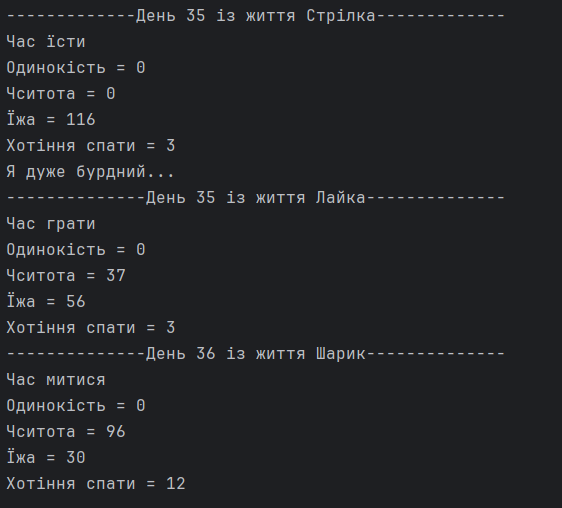 -------------День 35 із життя Стрілка-------------
Час їсти
Одинокість = 0
Чситота = 0
Їжа = 116
Хотіння спати = 3
Я дуже бурдний...
--------------День 35 із життя Лайка--------------
Час грати
Одинокість = 0
Чситота = 37
Їжа = 56
Хотіння спати = 3
--------------День 36 із життя Шарик--------------
Час митися
Одинокість = 0
Чситота = 96
Їжа = 30
Хотіння спати = 12